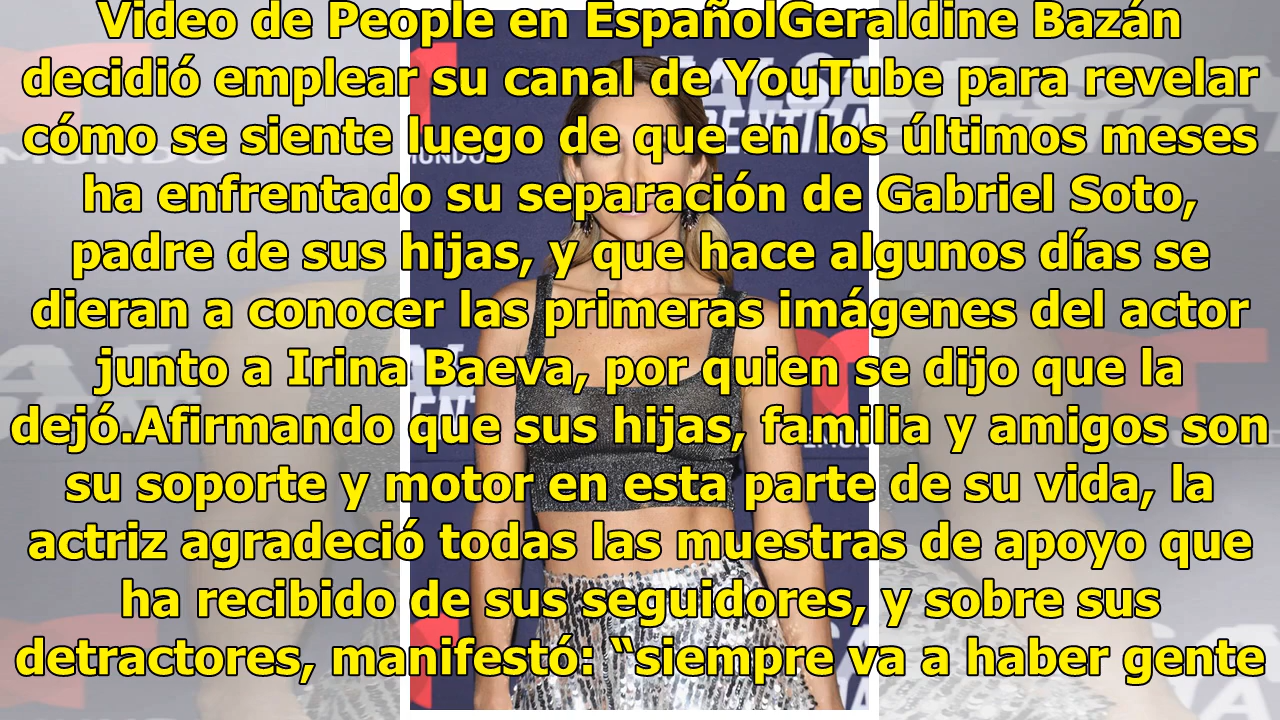 Video de People en EspañolGeraldine Bazán
decidió emplear su canal de YouTube para revelar
cómo se siente luego de que en los últimos meses
ha enfrentado su separación de Gabriel Soto,
padre de sus hijas, y que hace algunos días se
dieran a conocer las primeras imágenes del actor
junto a Irina Baeva, por quien se dijo que la
dejó.Afirmando que sus hijas, familia y amigos son
su soporte y motor en esta parte de su vida, la
actriz agradeció todas las muestras de apoyo que
ha recibido de sus seguidores, y sobre sus
detractores, manifestó: “siempre va a haber gente